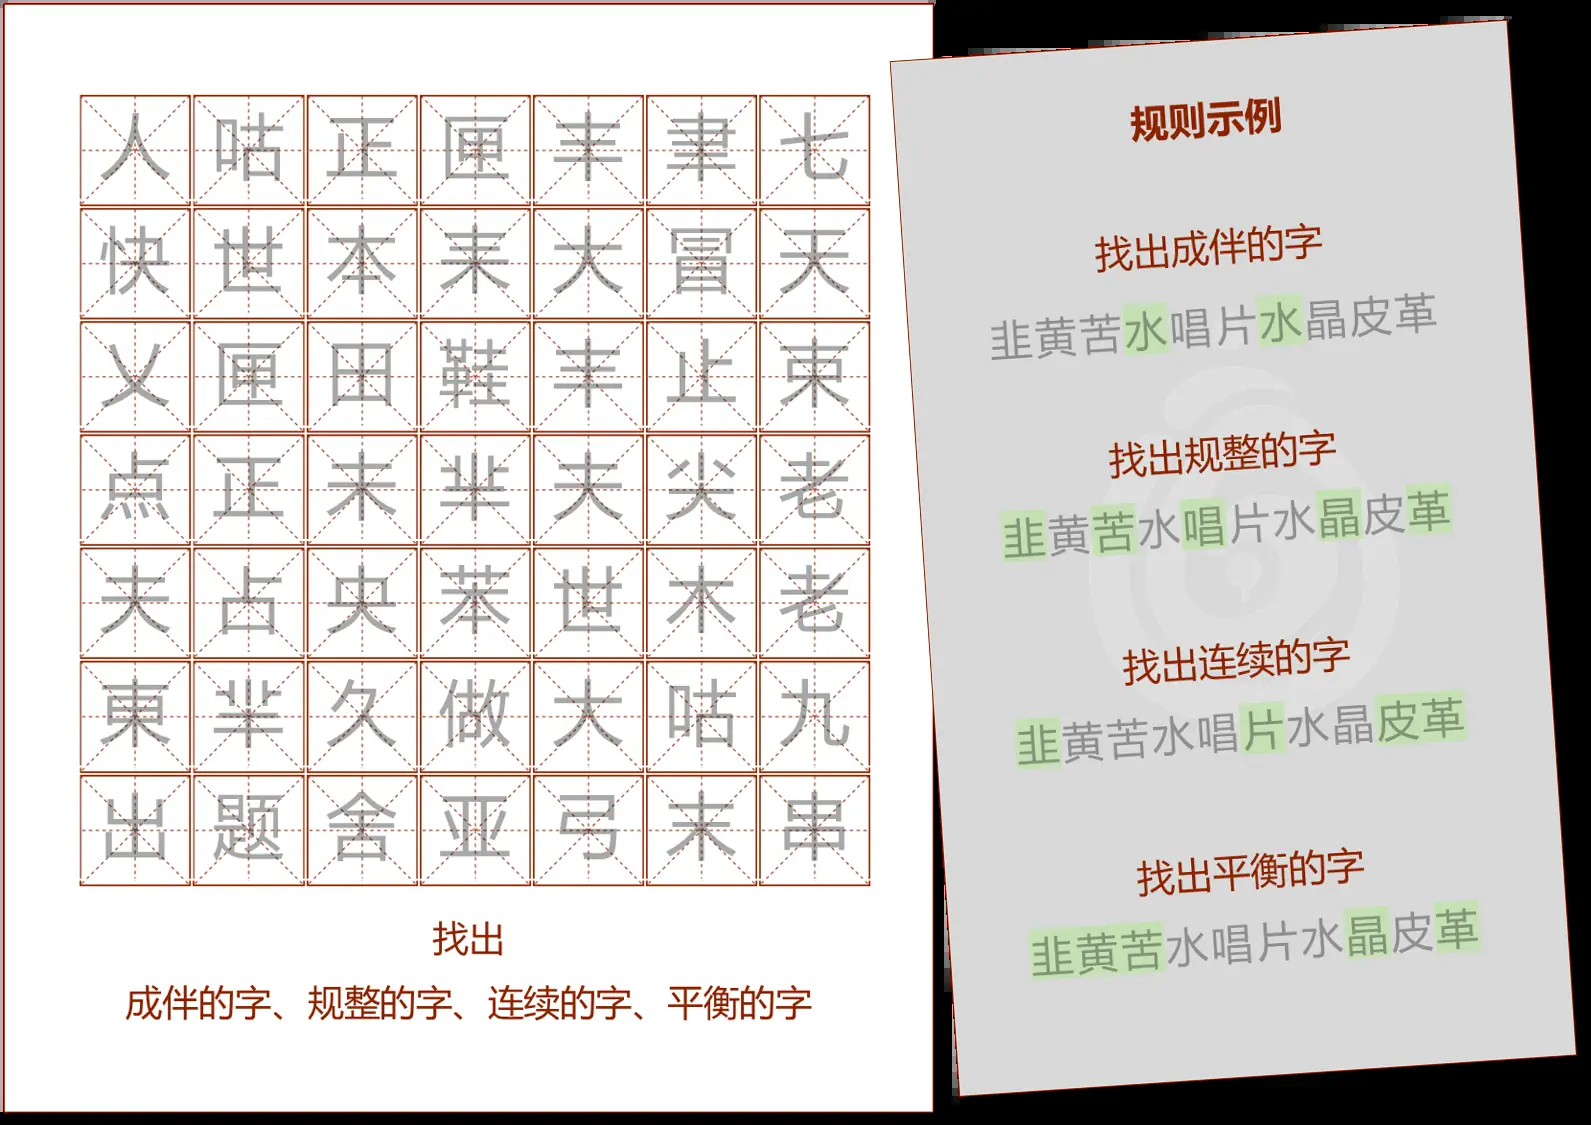 人咕正匣丰聿七
快世本耒大冒天
乂匣田鞋丰止束
点正未芈夫尖老
夫占央苯世木老
東芈久做大咕九
出题舍亚弓末串
找出
成伴的字、规整的字、连续的字、平衡的字
规则示例
找出成伴的字
韭黄苦水唱片水晶皮革
找出规整的字
韭黄苦水唱片水晶皮革
找出连续的字
韭黄苦水唱片水晶皮革
找出平衡的字
韭黄苦水唱片水晶皮革